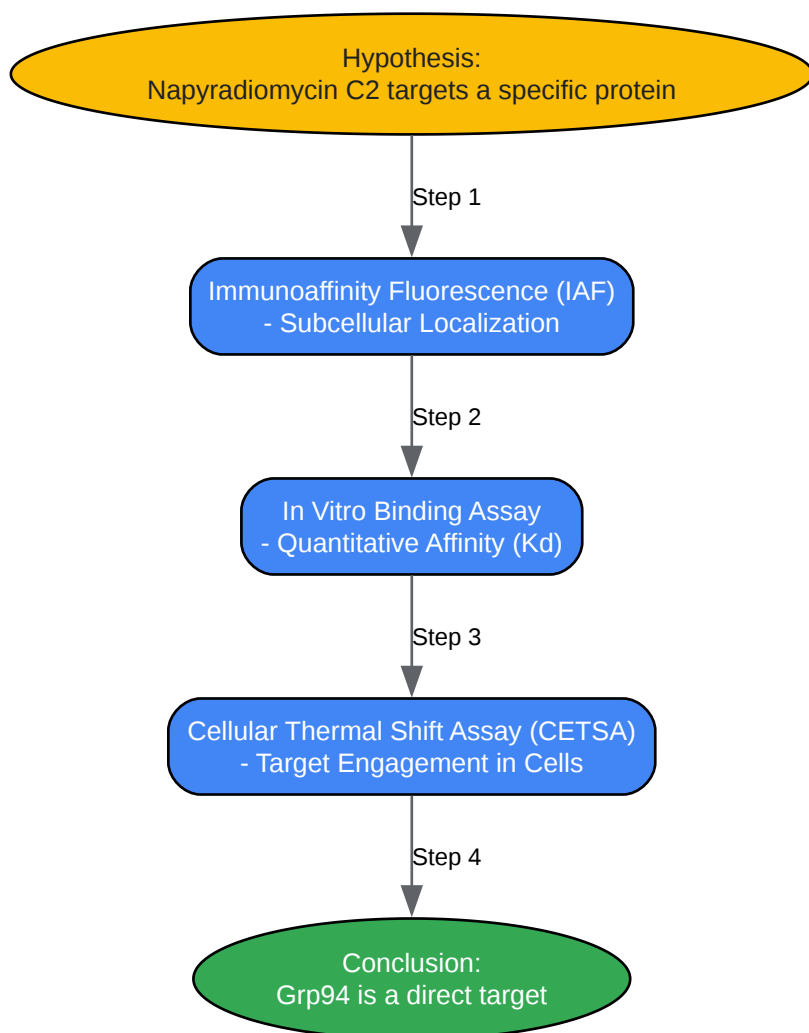 Hypothesis:
Napyradiomycin C2 targets a specific protein
Step 1
Immunoaffinity Fluorescence (IAF)
- Subcellular Localization
Step 2
In Vitro Binding Assay
- Quantitative Affinity (Kd)
Step 3
Cellular Thermal Shift Assay (CETSA)
- Target Engagement in Cells
Step 4
Conclusion:
Grp94 is a direct target